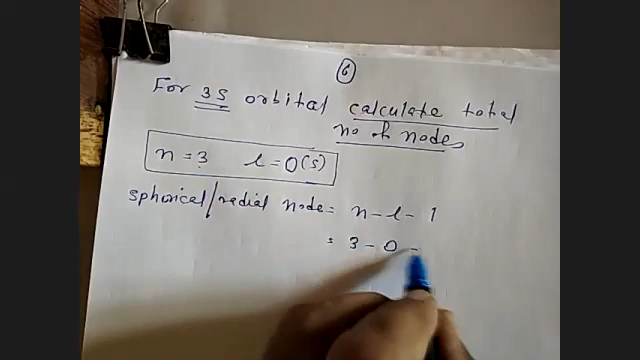 6
For 3S orbital calculate total
no of nodes
n = 3 l = 0(s)
spherical/radial node = n - l - 1
= 3 - 0 -